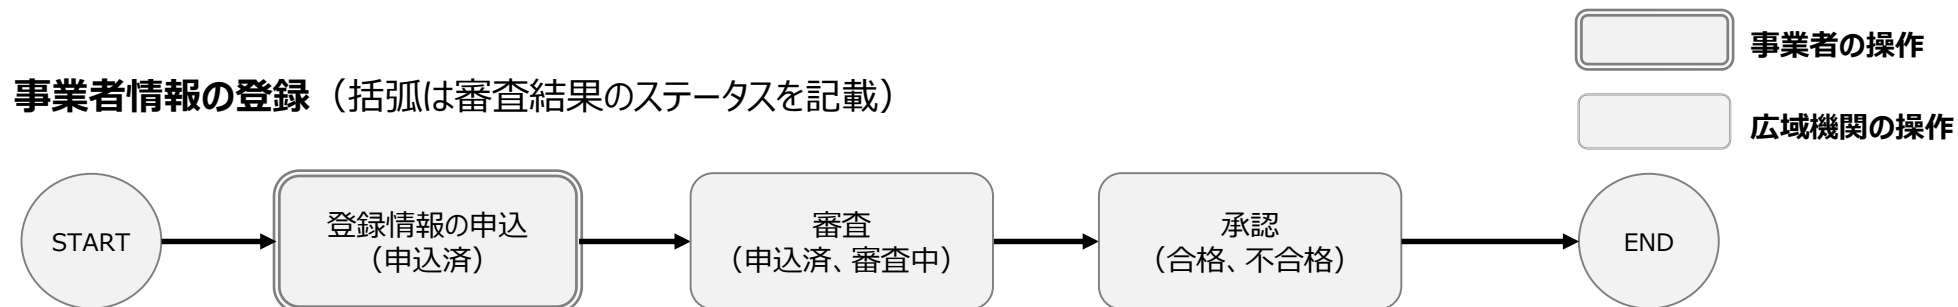 事業者の操作
事業者情報の登録（括弧は審査結果のステータスを記載）
広域機関の操作
START
登録情報の申込
（申込済）
審査
（申込済、審査中）
承認
（合格、不合格）
END